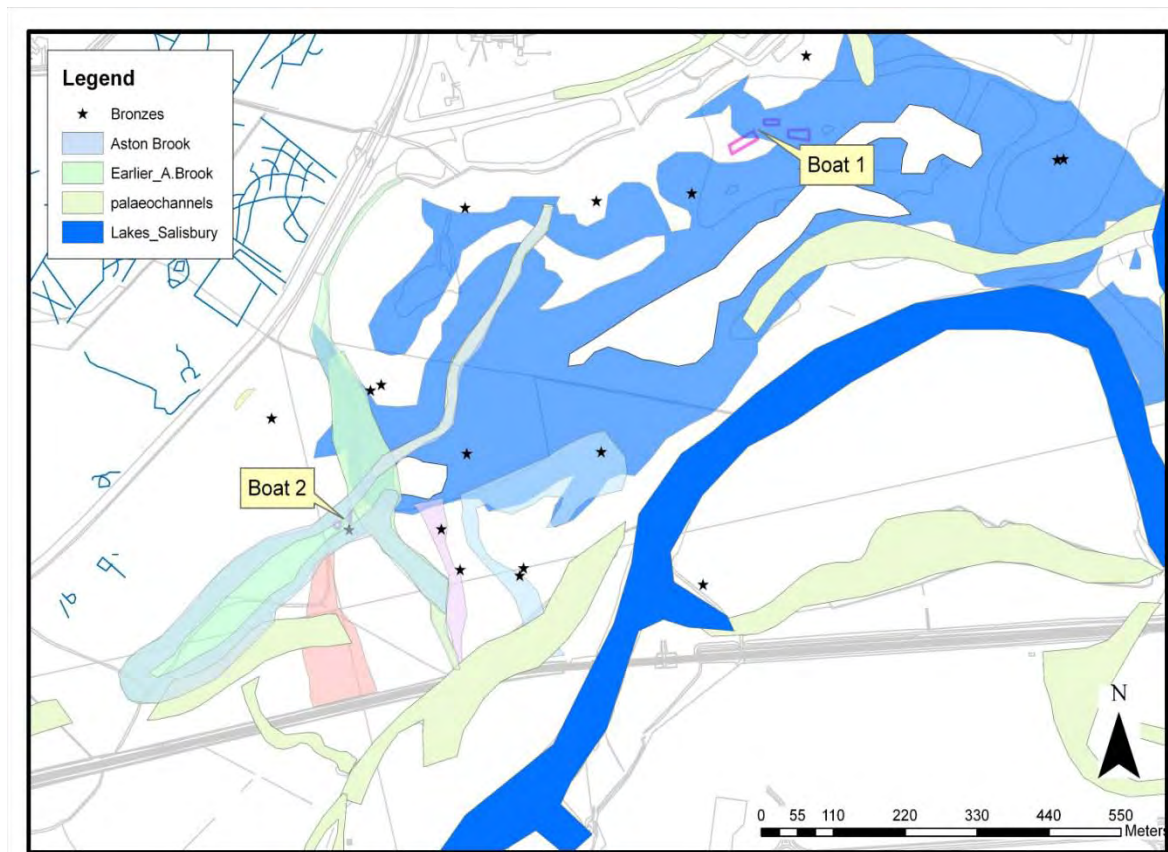 Legend
Bronzes
Aston Brook
Earlier_A.Brook
palaeochannels
Lakes_Salisbury
Boat 1
Boat 2
N
0 55 110 220 330 440 550
Meters